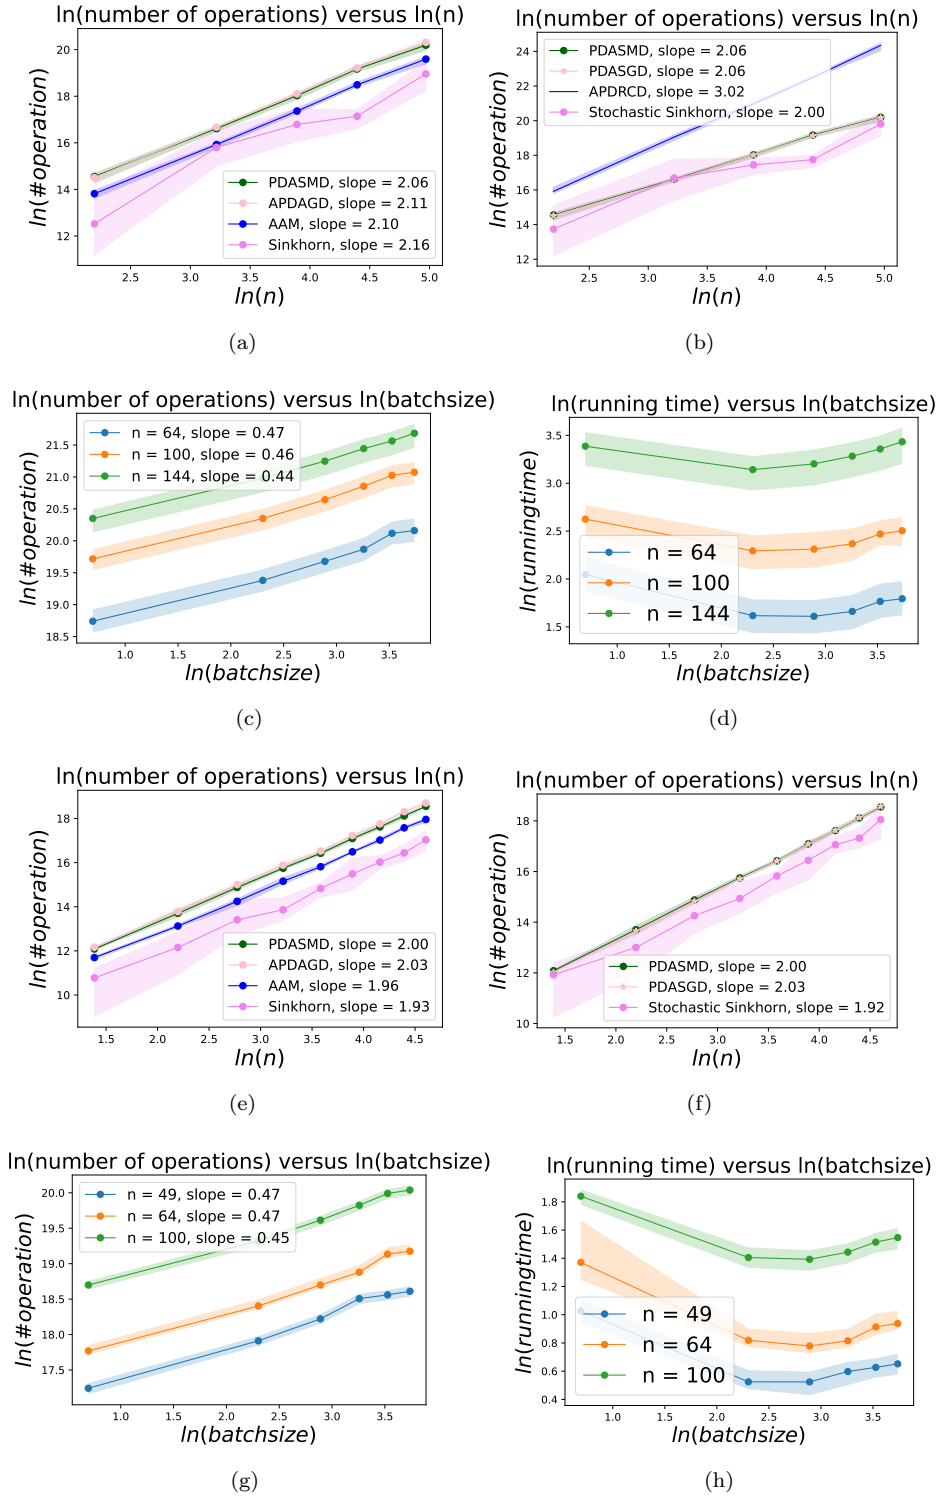 ln(number of operations) versus ln(n)
ln(#operation)
20
18
16
14
12
PDASMD, slope = 2.06
APDAGD, slope = 2.11
AAM, slope = 2.10
Sinkhorn, slope = 2.16
2.5 3.0 3.5 4.0 4.5 5.0
ln(n)
(a)
ln(number of operations) versus ln(n)
ln(#operation)
24
22
20
18
16
14
12
PDASMD, slope = 2.06
PDASGD, slope = 2.06
APDRCD, slope = 3.02
Stochastic Sinkhorn, slope = 2.00
2.5 3.0 3.5 4.0 4.5 5.0
ln(n)
(b)
ln(number of operations) versus ln(batchsize)
ln(#operation)
21.5
21.0
20.5
20.0
19.5
19.0
18.5
n = 64, slope = 0.47
n = 100, slope = 0.46
n = 144, slope = 0.44
1.0 1.5 2.0 2.5 3.0 3.5
ln(batchsize)
(c)
ln(running time) versus ln(batchsize)
ln(runningtime)
3.5
3.0
2.5
2.0
1.5
n = 64
n = 100
n = 144
1.0 1.5 2.0 2.5 3.0 3.5
ln(batchsize)
(d)
ln(number of operations) versus ln(n)
ln(#operation)
18
16
14
12
10
PDASMD, slope = 2.00
APDAGD, slope = 2.03
AAM, slope = 1.96
Sinkhorn, slope = 1.93
1.5 2.0 2.5 3.0 3.5 4.0 4.5
ln(n)
(e)
ln(number of operations) versus ln(n)
ln(#operation)
18
16
14
12
10
PDASMD, slope = 2.00
PDASGD, slope = 2.03
Stochastic Sinkhorn, slope = 1.92
1.5 2.0 2.5 3.0 3.5 4.0 4.5
ln(n)
(f)
ln(number of operations) versus ln(batchsize)
ln(#operation)
20.0
19.5
19.0
18.5
18.0
17.5
n = 49, slope = 0.47
n = 64, slope = 0.47
n = 100, slope = 0.45
1.0 1.5 2.0 2.5 3.0 3.5
ln(batchsize)
(g)
ln(running time) versus ln(batchsize)
ln(runningtime)
1.8
1.6
1.4
1.2
1.0
0.8
0.6
0.4
n = 49
n = 64
n = 100
1.0 1.5 2.0 2.5 3.0 3.5
ln(batchsize)
(h)